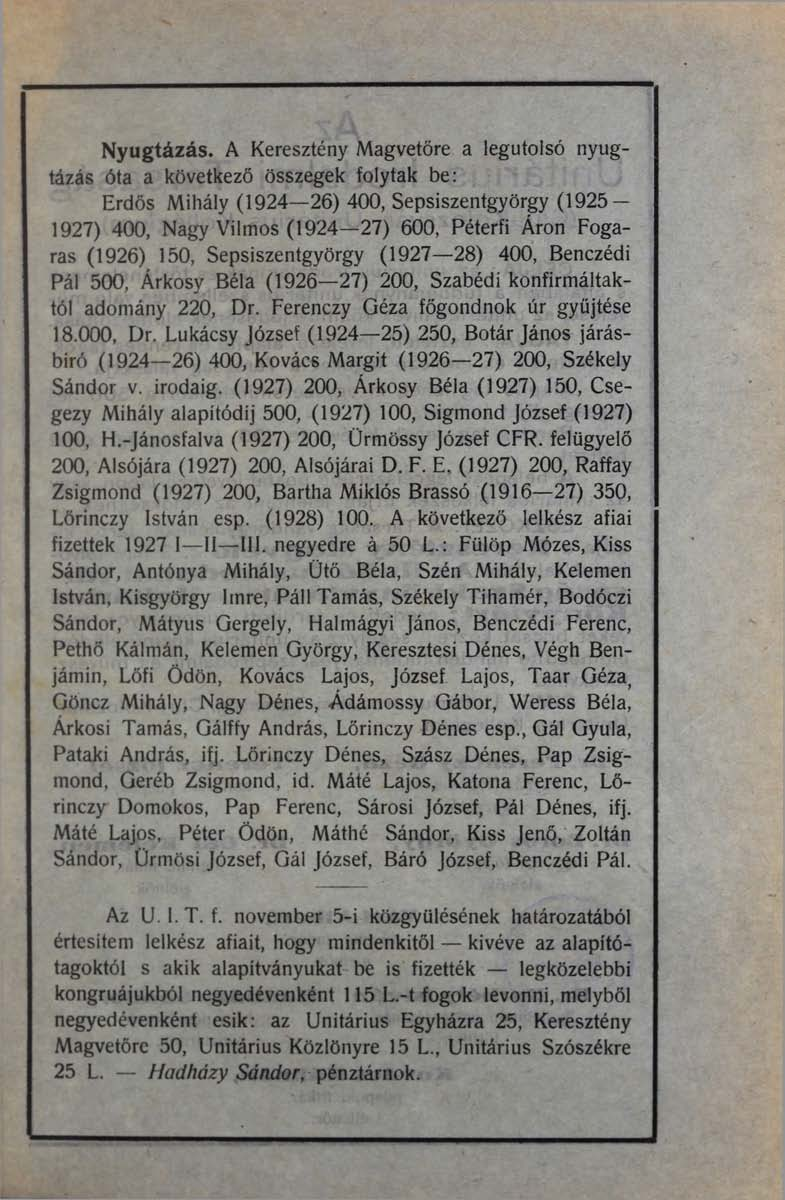 Nyugtázás. A Keresztény Magvetőre a legutolsó nyug-
tázás óta a következő összegek folytak be:
Erdős Mihály (1924—26) 400, Sepsiszentgyörgy (1925 —
1927) 400, Nagy Vilmos (1924—27) 600, Péterfi Áron Foga-
ras (1926) 150, Sepsiszentgyörgy (1927—28) 400, Benczédi
Pál 500, Árkosy Béla (1926—27) 200, Szabédi konfirmáltak-
tól adomány 220, Dr. Ferenczy Géza főgondnok úr gyüjtése
18.000, Dr. Lukácsy József (1924—25) 250, Botár János járás-
biró (1924—26) 400, Kovács Margit (1926—27) 200, Székely
Sándor v. irodaig. (1927) 200, Árkosy Béla (1927) 150, Cse-
gezy Mihály alapitódij 500, (1927) 100, Sigmond József (1927)
100, H.-Jánosfalva (1927) 200, Ürmössy József CFR. felügyelő
200, Alsójára (1927) 200, Alsójárai D. F. E. (1927) 200, Raffay
Zsigmond (1927) 200, Bartha Miklós Brassó (1916—27) 350,
Lőrinczy István esp. (1928) 100. A következő lelkész afiai
fizettek 1927 I—II—III. negyedre à 50 L.: Fülöp Mózes, Kiss
Sándor, Antónya Mihály, Ütő Béla, Szén Mihály, Kelemen
István, Kisgyörgy Imre, Páll Tamás, Székely Tihamér, Bodóczi
Sándor, Mátyus Gergely, Halmágyi János, Benczédi Ferenc,
Pethő Kálmán, Kelemen György, Keresztesi Dénes, Végh Ben-
jámin, Lőfi Ödön, Kovács Lajos, József Lajos, Taar Géza,
Göncz Mihály, Nagy Dénes, Ádámossy Gábor, Weress Béla,
Árkosi Tamás, Gálffy András, Lőrinczy Dénes esp., Gál Gyula,
Pataki András, ifj. Lőrinczy Dénes, Szász Dénes, Pap Zsig-
mond, Geréb Zsigmond, id. Máté Lajos, Katona Ferenc, Lő-
rinczy Domokos, Pap Ferenc, Sárosi József, Pál Dénes, ifj.
Máté Lajos, Péter Ödön, Máthé Sándor, Kiss Jenő, Zoltán
Sándor, Ürmösi József, Gál József, Báró József, Benczédi Pál.
Az U. I. T. f. november 5-i közgyülésének határozatából
értesitem lelkész afiait, hogy mindenkitől — kivéve az alapító-
tagoktól s akik alapitványukat be is fizették — legközelebbi
kongruájukból negyedévenként 115 L.-t fogok levonni, melyből
negyedévenként esik: az Unitárius Egyházra 25, Keresztény
Magvetőre 50, Unitárius Közlönyre 15 L., Unitárius Szószékre
25 L. — Hadházy Sándor, pénztárnok.